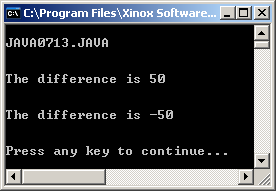 C:\Program Files\Xinox Software...
JAVA0713.JAVA
The difference is 50
The difference is -50
Press any key to continue...